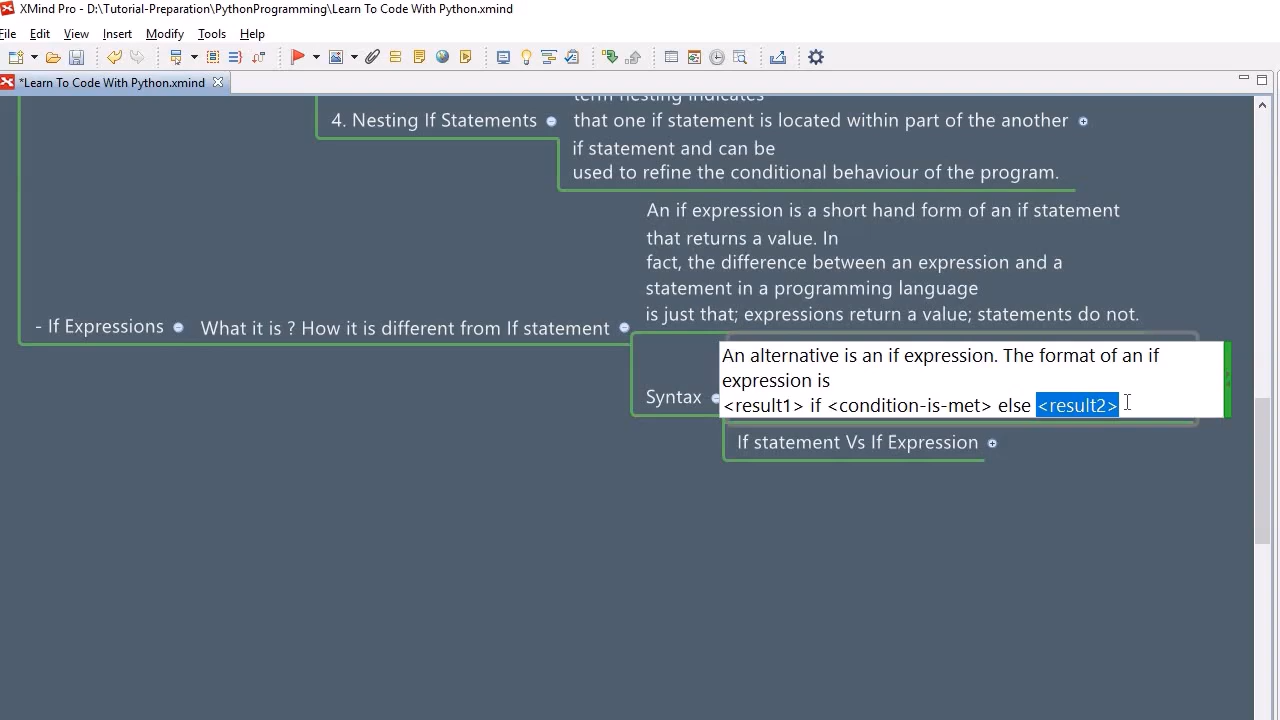 XMind Pro - D:\Tutorial-Preparation\PythonProgramming\Learn To Code With Python.xmind
File Edit View Insert Modify Tools Help
*Learn To Code With Python.xmind
term nesting indicates
4. Nesting If Statements
that one if statement is located within part of the another
if statement and can be
used to refine the conditional behaviour of the program.
An if expression is a short hand form of an if statement
that returns a value. In
fact, the difference between an expression and a
statement in a programming language
is just that; expressions return a value; statements do not.
- If Expressions
What it is ? How it is different from If statement
Syntax
An alternative is an if expression. The format of an if
expression is
<result1> if <condition-is-met> else <result2>
If statement Vs If Expression